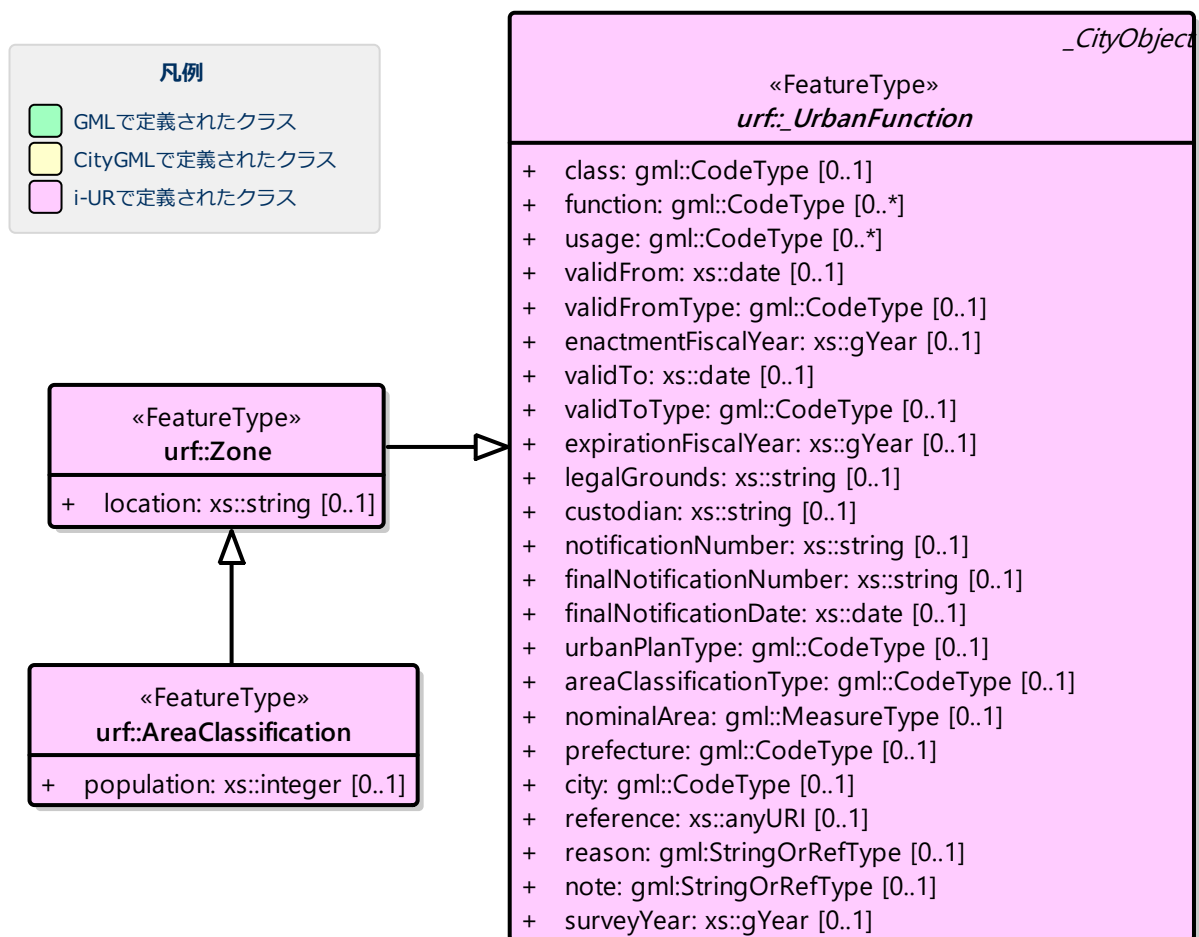 凡例
GMLで定義されたクラス
CityGMLで定義されたクラス
i-URで定義されたクラス
_CityObject
«FeatureType»
urf::_UrbanFunction
+ class: gml::CodeType [0..1]
+ function: gml::CodeType [0..*]
+ usage: gml::CodeType [0..*]
+ validFrom: xs::date [0..1]
+ validFromType: gml::CodeType [0..1]
+ enactmentFiscalYear: xs::gYear [0..1]
+ validTo: xs::date [0..1]
+ validToType: gml::CodeType [0..1]
+ expirationFiscalYear: xs::gYear [0..1]
+ legalGrounds: xs::string [0..1]
+ custodian: xs::string [0..1]
+ notificationNumber: xs::string [0..1]
+ finalNotificationNumber: xs::string [0..1]
+ finalNotificationDate: xs::date [0..1]
+ urbanPlanType: gml::CodeType [0..1]
+ areaClassificationType: gml::CodeType [0..1]
+ nominalArea: gml::MeasureType [0..1]
+ prefecture: gml::CodeType [0..1]
+ city: gml::CodeType [0..1]
+ reference: xs::anyURI [0..1]
+ reason: gml:StringOrRefType [0..1]
+ note: gml:StringOrRefType [0..1]
+ surveyYear: xs::gYear [0..1]
«FeatureType»
urf::Zone
+ location: xs::string [0..1]
«FeatureType»
urf::AreaClassification
+ population: xs::integer [0..1]